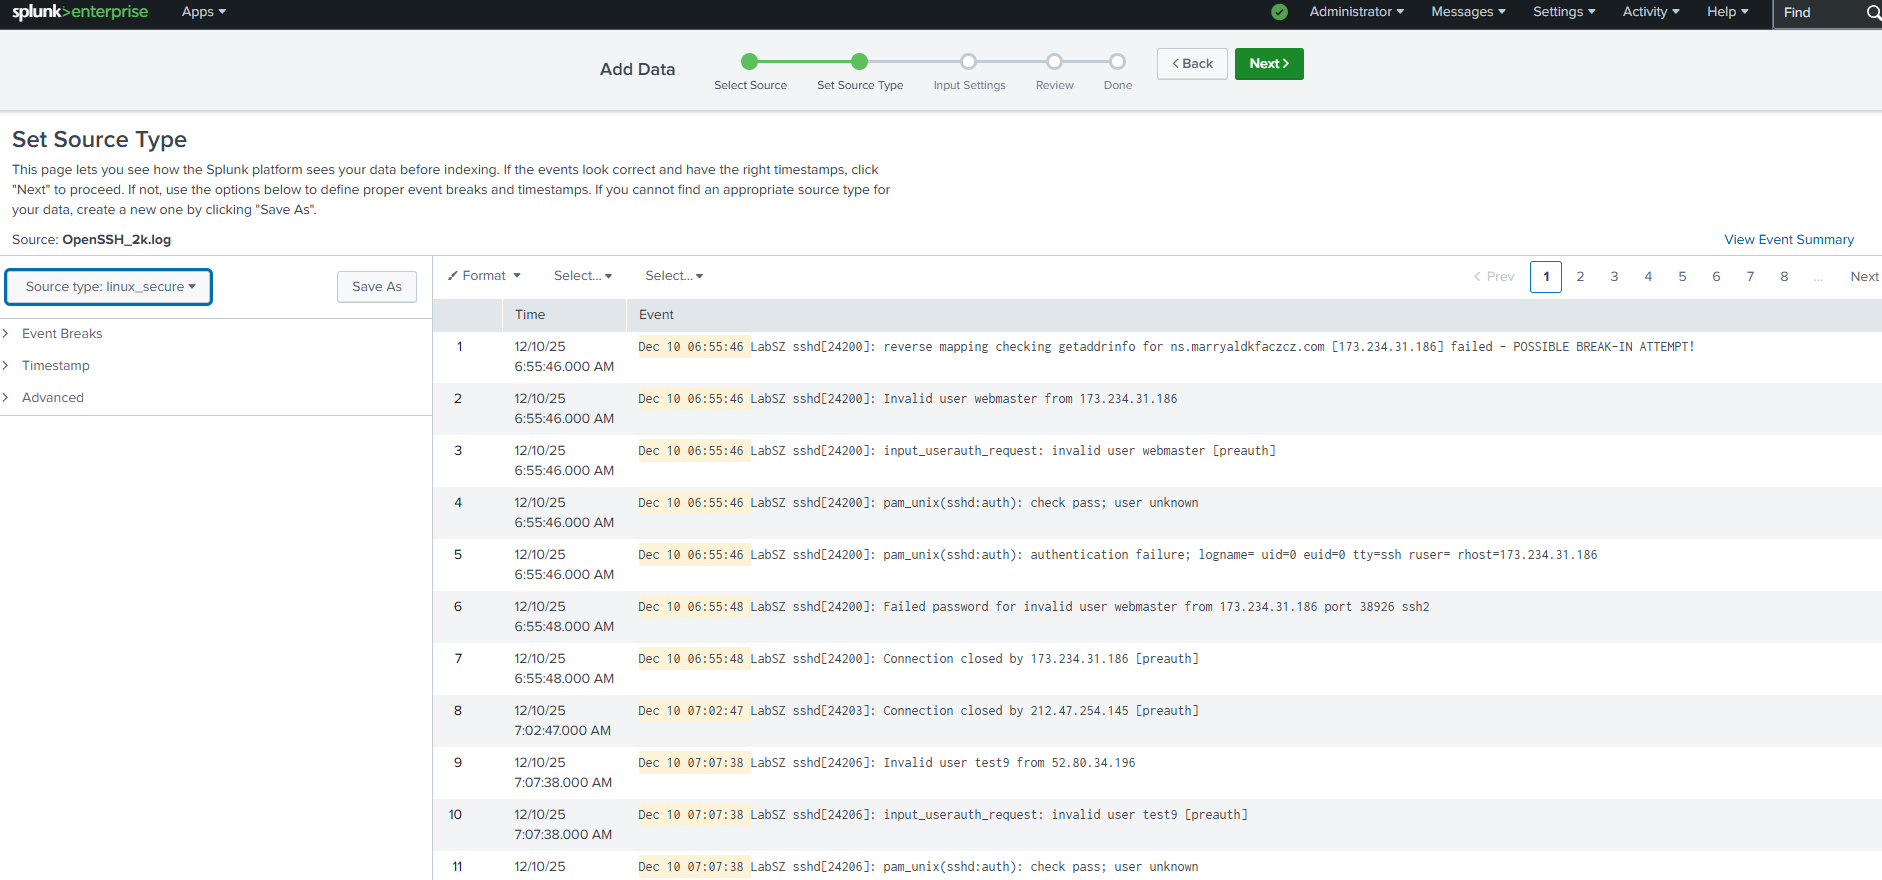 splunk>enterprise Apps Administrator Messages Settings Activity Help Find
Add Data
Select Source Set Source Type Input Settings Review Done
Back Next
Set Source Type
This page lets you see how the Splunk platform sees your data before indexing. If the events look correct and have the right timestamps, click
"Next" to proceed. If not, use the options below to define proper event breaks and timestamps. If you cannot find an appropriate source type for
your data, create a new one by clicking "Save As".
Source: OpenSSH_2k.log
View Event Summary
Source type: linux_secure
Save As
Event Breaks
Timestamp
Advanced
Format Select... Select...
Prev 1 2 3 4 5 6 7 8 ... Next
Time Event
1 12/10/25 Dec 10 06:55:46 LabSZ sshd[24200]: reverse mapping checking getaddrinfo for ns.marryaldkfaczcz.com [173.234.31.186] failed - POSSIBLE BREAK-IN ATTEMPT!
6:55:46.000 AM
2 12/10/25 Dec 10 06:55:46 LabSZ sshd[24200]: Invalid user webmaster from 173.234.31.186
6:55:46.000 AM
3 12/10/25 Dec 10 06:55:46 LabSZ sshd[24200]: input_userauth_request: invalid user webmaster [preauth]
6:55:46.000 AM
4 12/10/25 Dec 10 06:55:46 LabSZ sshd[24200]: pam_unix(sshd:auth): check pass; user unknown
6:55:46.000 AM
5 12/10/25 Dec 10 06:55:46 LabSZ sshd[24200]: pam_unix(sshd:auth): authentication failure; logname= uid=0 euid=0 tty=ssh ruser= rhost=173.234.31.186
6:55:46.000 AM
6 12/10/25 Dec 10 06:55:48 LabSZ sshd[24200]: Failed password for invalid user webmaster from 173.234.31.186 port 38926 ssh2
6:55:48.000 AM
7 12/10/25 Dec 10 06:55:48 LabSZ sshd[24200]: Connection closed by 173.234.31.186 [preauth]
6:55:48.000 AM
8 12/10/25 Dec 10 07:02:47 LabSZ sshd[24203]: Connection closed by 212.47.254.145 [preauth]
7:02:47.000 AM
9 12/10/25 Dec 10 07:07:38 LabSZ sshd[24206]: Invalid user test9 from 52.80.34.196
7:07:38.000 AM
10 12/10/25 Dec 10 07:07:38 LabSZ sshd[24206]: input_userauth_request: invalid user test9 [preauth]
7:07:38.000 AM
11 12/10/25 Dec 10 07:07:38 LabSZ sshd[24206]: pam_unix(sshd:auth): check pass; user unknown